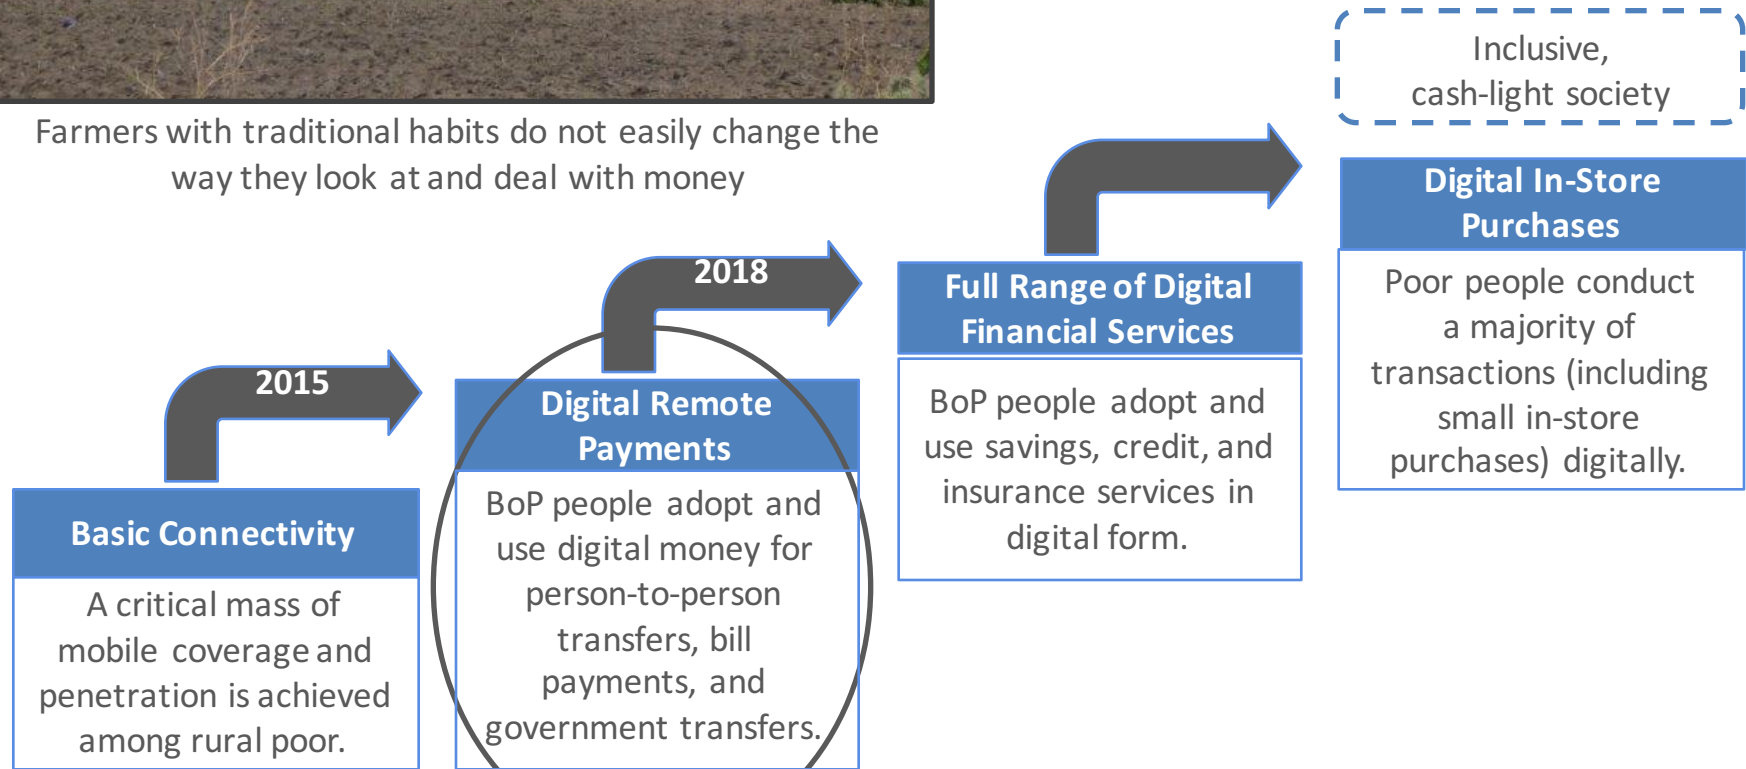 Farmers with traditional habits do not easily change the
way they look at and deal with money
2015
Basic Connectivity
A critical mass of
mobile coverage and
penetration is achieved
among rural poor.
2018
Digital Remote
Payments
BoP people adopt and
use digital money for
person-to-person
transfers, bill
payments, and
government transfers.
Full Range of Digital
Financial Services
BoP people adopt and
use savings, credit, and
insurance services in
digital form.
Inclusive,
cash-light society
Digital In-Store
Purchases
Poor people conduct
a majority of
transactions (including
small in-store
purchases) digitally.